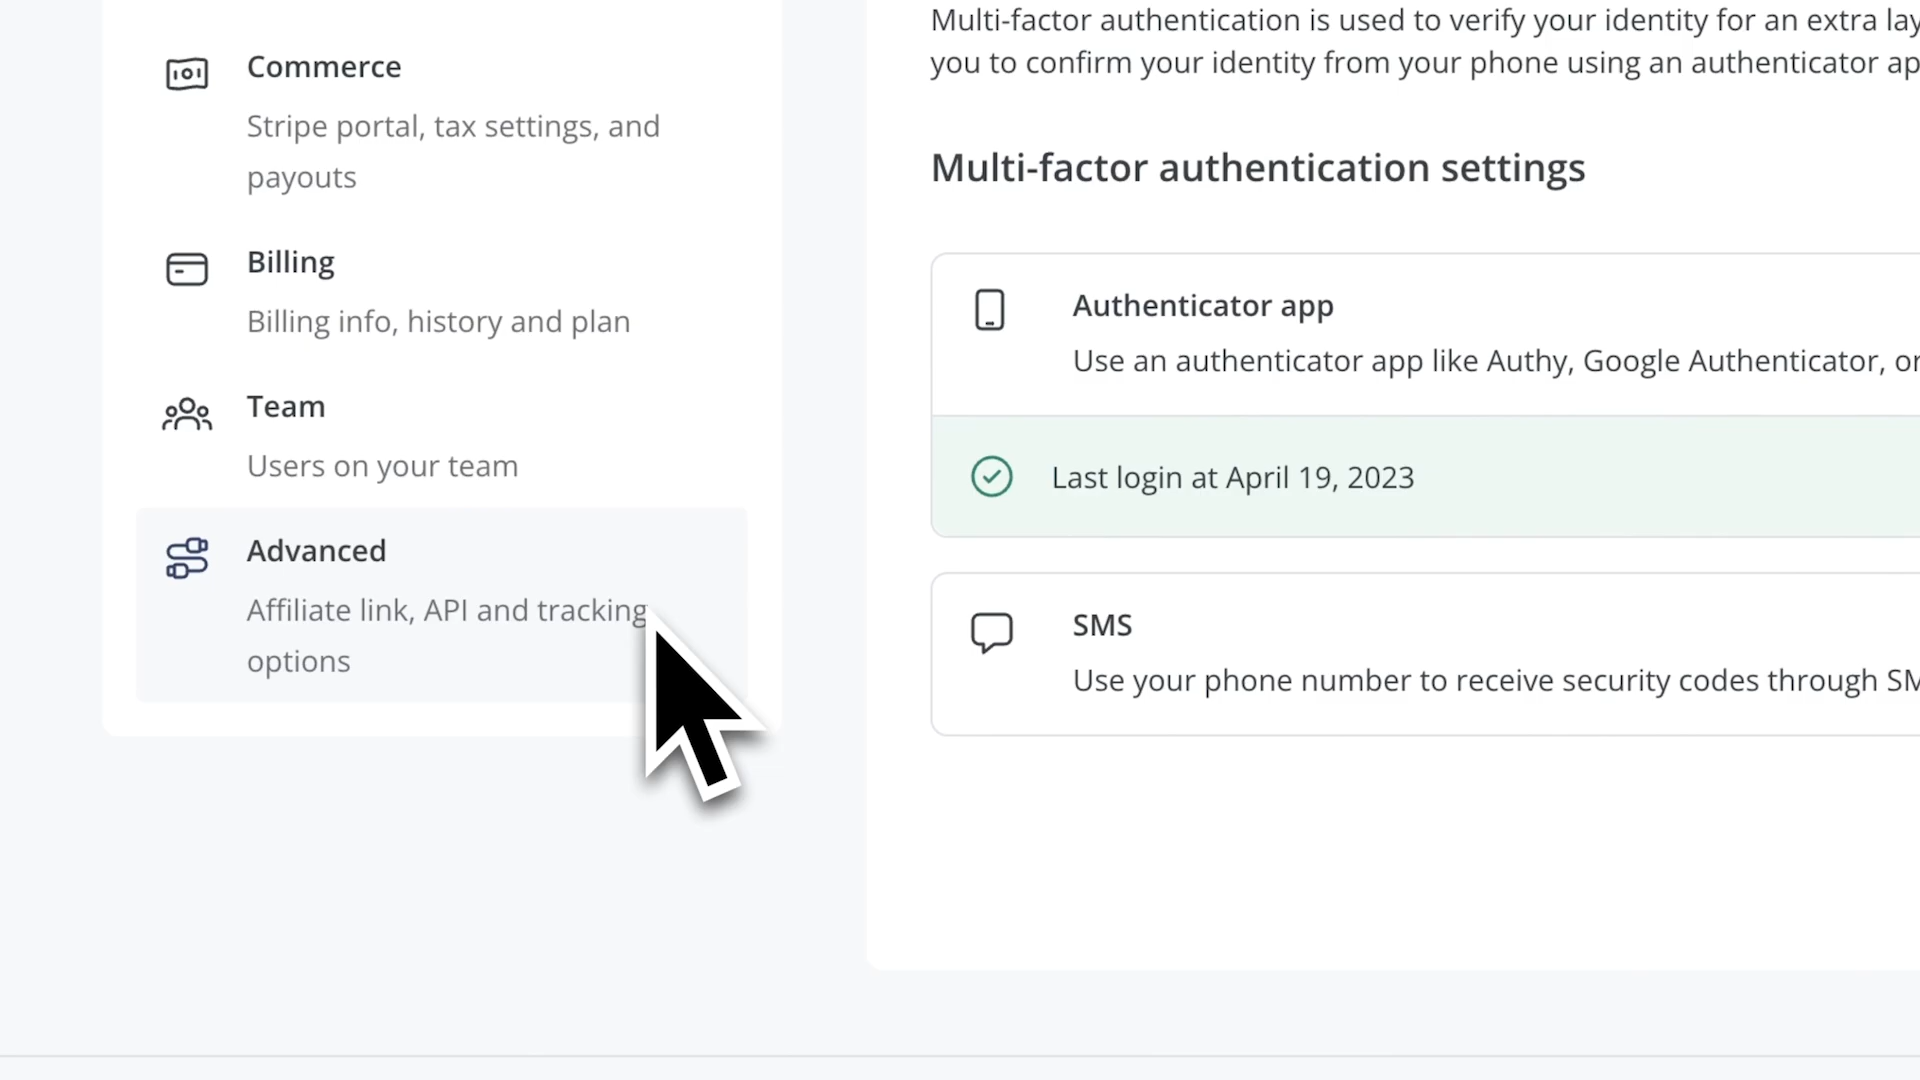 Commerce
Stripe portal, tax settings, and
payouts
Billing
Billing info, history and plan
Team
Users on your team
Advanced
Affiliate link, API and tracking
options
Multi-factor authentication is used to verify your identity for an extra
you to confirm your identity from your phone using an authenticator
Multi-factor authentication settings
Authenticator app
Use an authenticator app like Authy, Google Authenticator, or
Last login at April 19, 2023
SMS
Use your phone number to receive security codes through